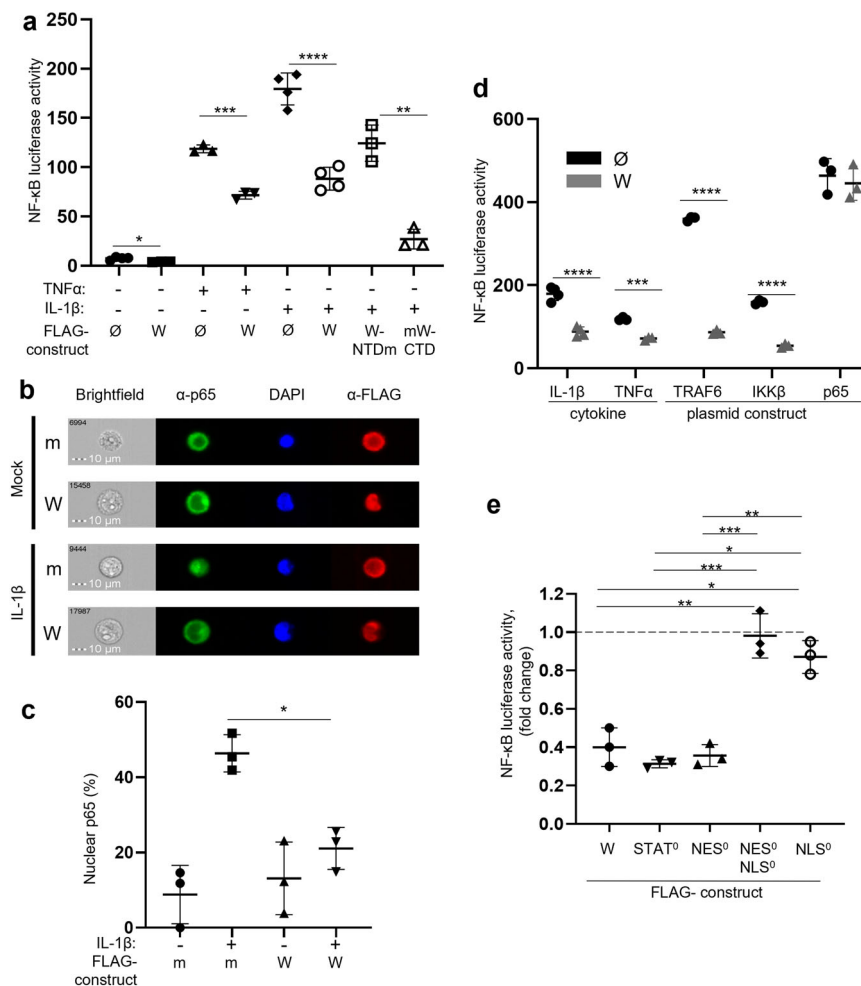 a
NF-κB luciferase activity
250
200
150
100
50
0
*
***
****
**
TNFα: - - + + - - - -
IL-1β: - - - - + + + +
FLAG-construct Ø W Ø W Ø W W-NTDm mW-CTD
b
Brightfield α-p65 DAPI α-FLAG
Mock
m
6994
10 µm
W
15458
10 µm
IL-1β
m
9444
10 µm
W
17987
10 µm
c
Nuclear p65 (%)
60
40
20
0
*
IL-1β: - + - +
FLAG-construct m m W W
d
NF-κB luciferase activity
600
400
200
0
Ø
W
****
***
****
****
IL-1β TNFα TRAF6 IKKβ p65
cytokine plasmid construct
e
NF-κB luciferase activity,
(fold change)
**
***
*
***
*
**
1.2
1.0
0.8
0.6
0.4
0.2
0.0
W STAT⁰ NES⁰ NES⁰ NLS⁰
NLS⁰
FLAG- construct